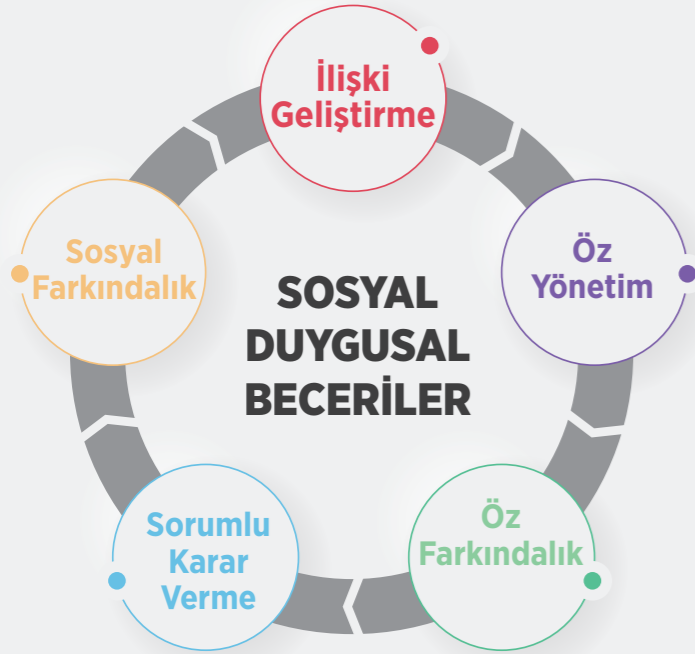 İlişki
Geliştirme
Sosyal
Farkındalık
Öz
Yönetim
SOSYAL
DUYGUSAL
BECERİLER
Sorumlu
Karar
Verme
Öz
Farkındalık